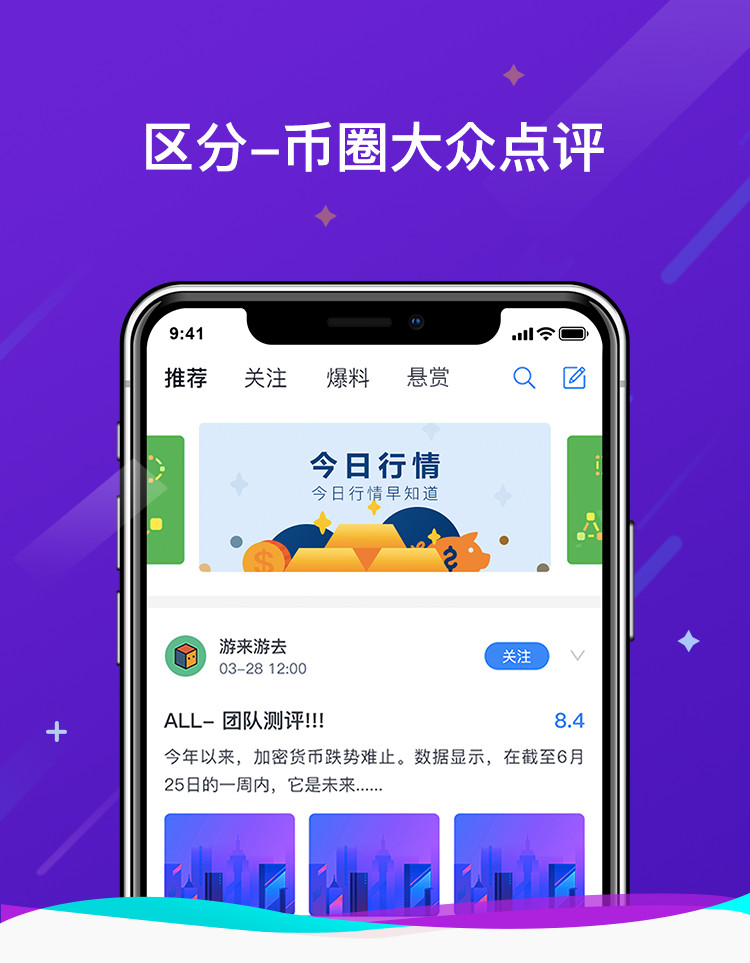 区分–币圈大众点评
9:41
推荐 关注 爆料 悬赏
今日行情
今日行情早知道
游来游去
03-28 12:00
关注
ALL– 团队测评!!!
8.4
今年以来，加密货币跌势难止。数据显示，在截至6月
25日的一周内，它是未来......